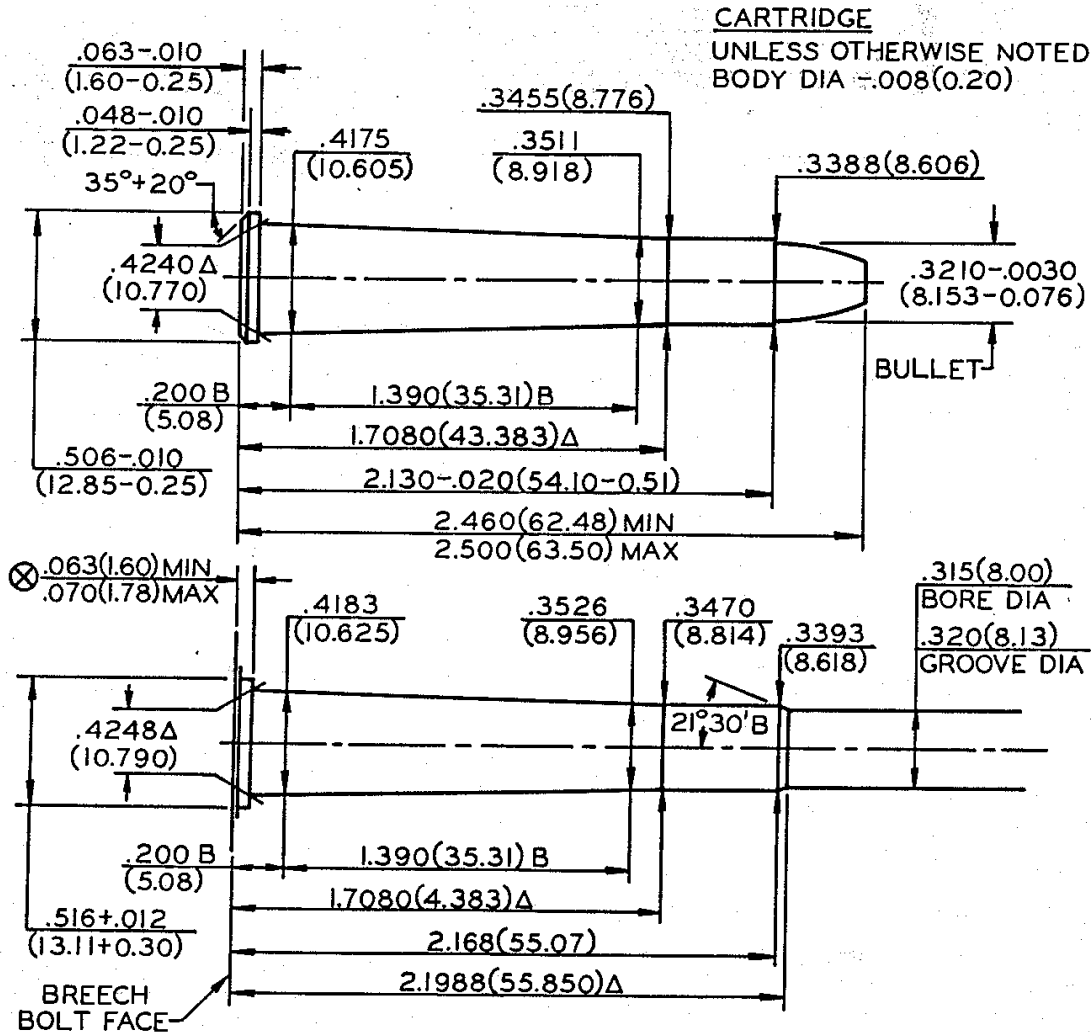 CARTRIDGE
UNLESS OTHERWISE NOTED
BODY DIA -.008(0.20)
.063-.010
(1.60-0.25)
.048-.010
(1.22-0.25)
35°+20°
.4175
(10.605)
.3511
(8.918)
.3455(8.776)
.3388(8.606)
.4240 Δ
(10.770)
.3210-.0030
(8.153-0.076)
BULLET
.200 B
(5.08)
1.390(35.31)B
1.7080(43.383)Δ
.506-.010
(12.85-0.25)
2.130-.020(54.10-0.51)
2.460(62.48) MIN
2.500(63.50) MAX
⊗ .063(1.60)MIN
.070(1.78)MAX
.4183
(10.625)
.3526
(8.956)
.3470
(8.814)
.3393
(8.618)
.315(8.00)
BORE DIA
.320(8.13)
GROOVE DIA
21°30'B
.4248Δ
(10.790)
.200 B
(5.08)
1.390(35.31) B
1.7080(4.383)Δ
.516+.012
(13.11+0.30)
2.168(55.07)
2.1988(55.850)Δ
BREECH
BOLT FACE